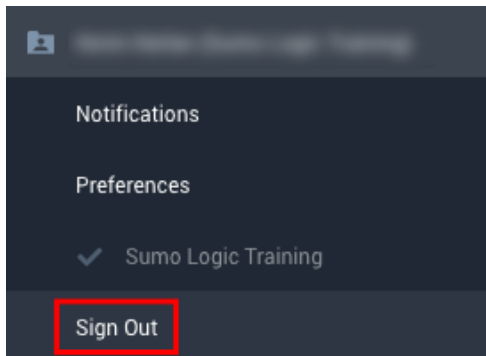 Notifications
Preferences
Sumo Logic Training
Sign Out